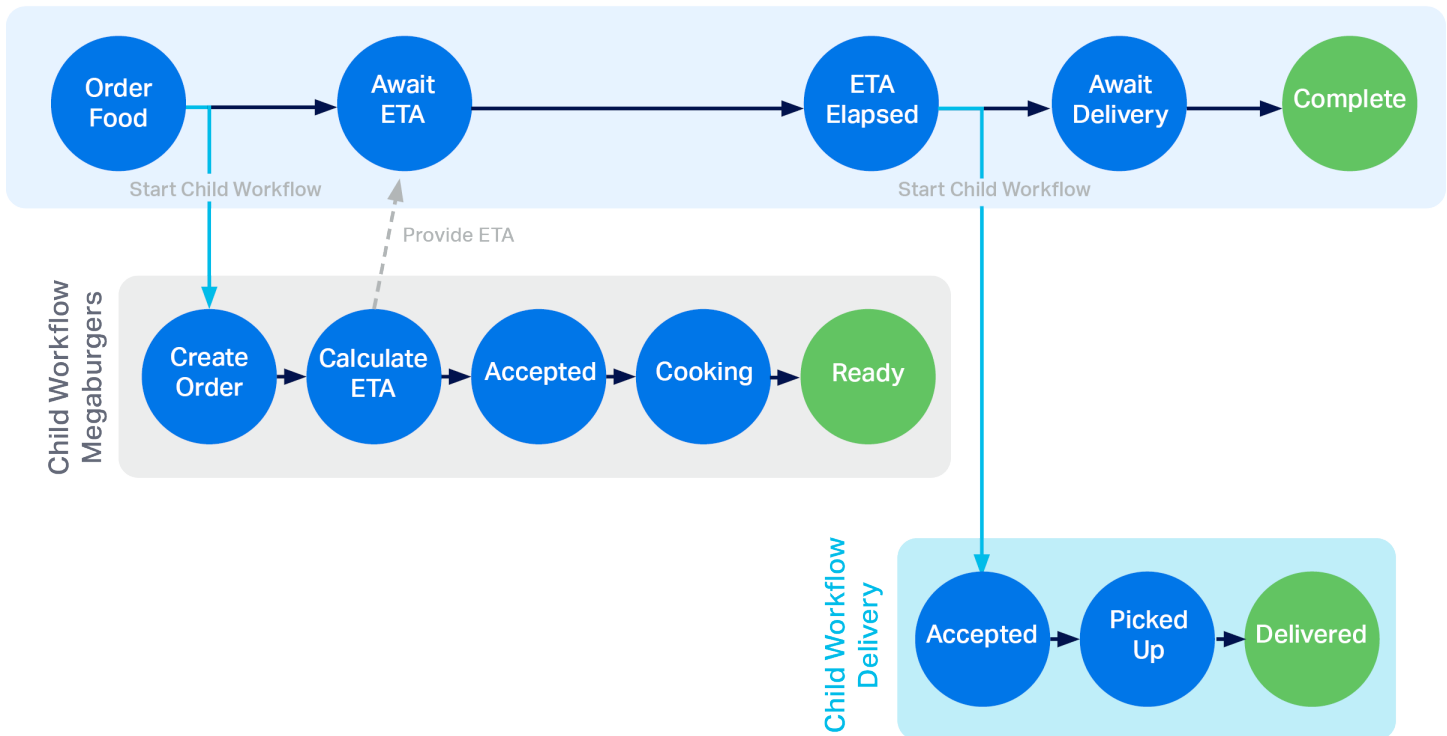 Order
Food
Await
ETA
ETA
Elapsed
Await
Delivery
Complete
Start Child Workflow
Start Child Workflow
Provide ETA
Child Workflow
Megaburgers
Create
Order
Calculate
ETA
Accepted
Cooking
Ready
Child Workflow
Delivery
Accepted
Picked
Up
Delivered